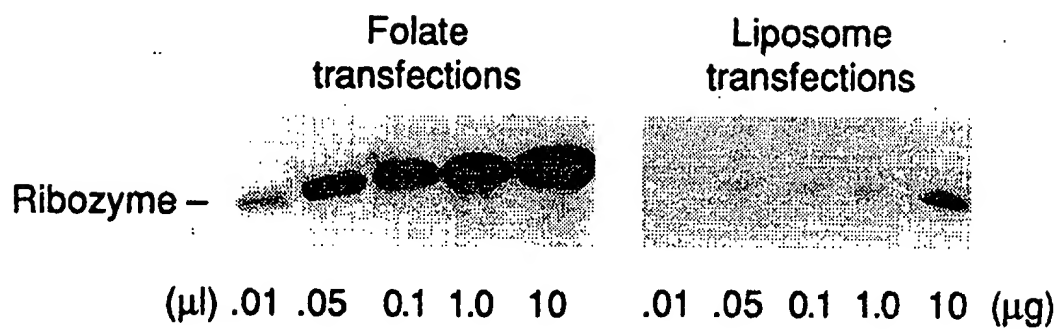 Folate
transfections
Liposome
transfections
Ribozyme –
(μl) .01 .05 0.1 1.0 10
.01 .05 0.1 1.0 10 (μg)